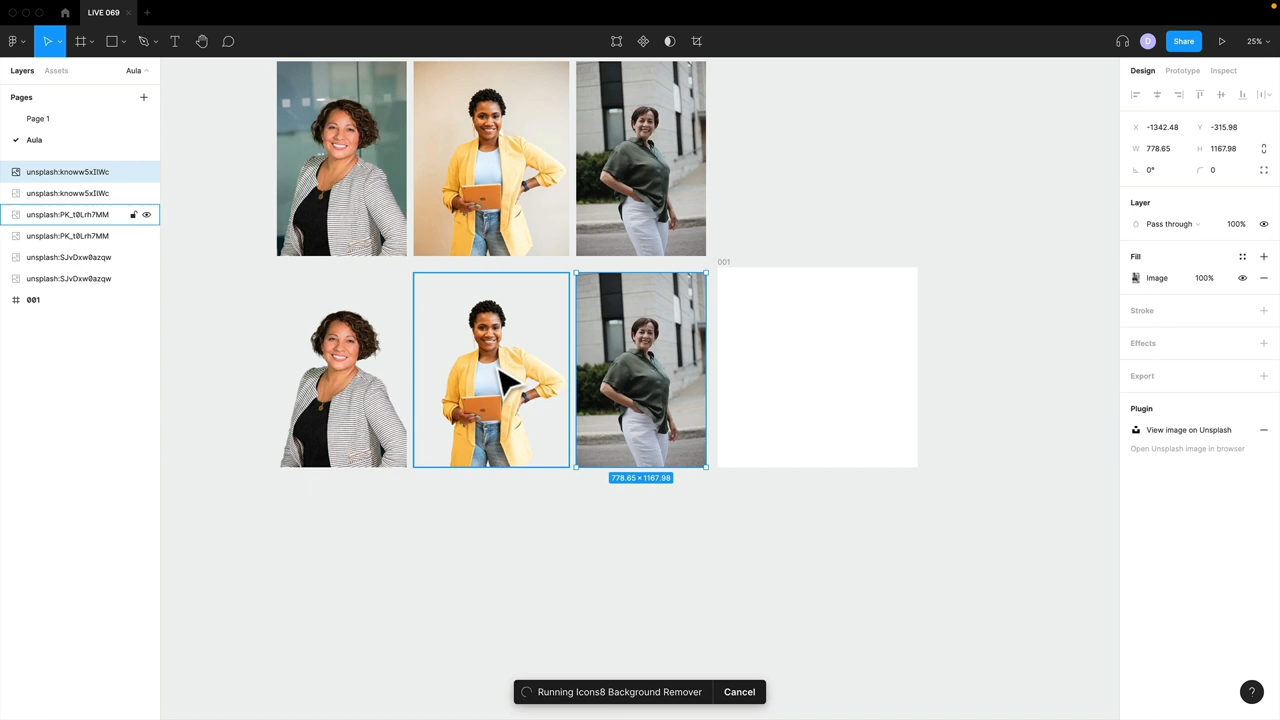 LIVE 069
Share
25%
Layers
Assets
Aula
Pages
Page 1
Aula
unsplash:knoww5xIlWc
unsplash:knoww5xIlWc
unsplash:PK_t0Lrh7MM
unsplash:PK_t0Lrh7MM
unsplash:SJvDxw0azqw
unsplash:SJvDxw0azqw
001
001
778.65 × 1167.98
Running Icons8 Background Remover
Cancel
Design
Prototype
Inspect
X -1342.48 Y -315.98
W 778.65 H 1167.98
0° 0
Layer
Pass through 100%
Fill
Image 100%
Stroke
Effects
Export
Plugin
View image on Unsplash
Open Unsplash image in browser
D
?